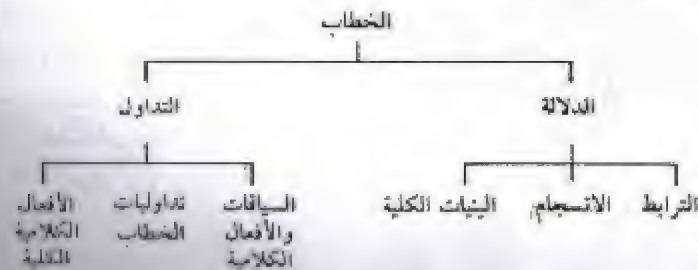 الخطاب
الدلالة التداول
الترابط الانسجام البنيات الكلية السياقات تداوليات الأفعال
والأفعال الخطاب الكلامية
الكلامية الكلية